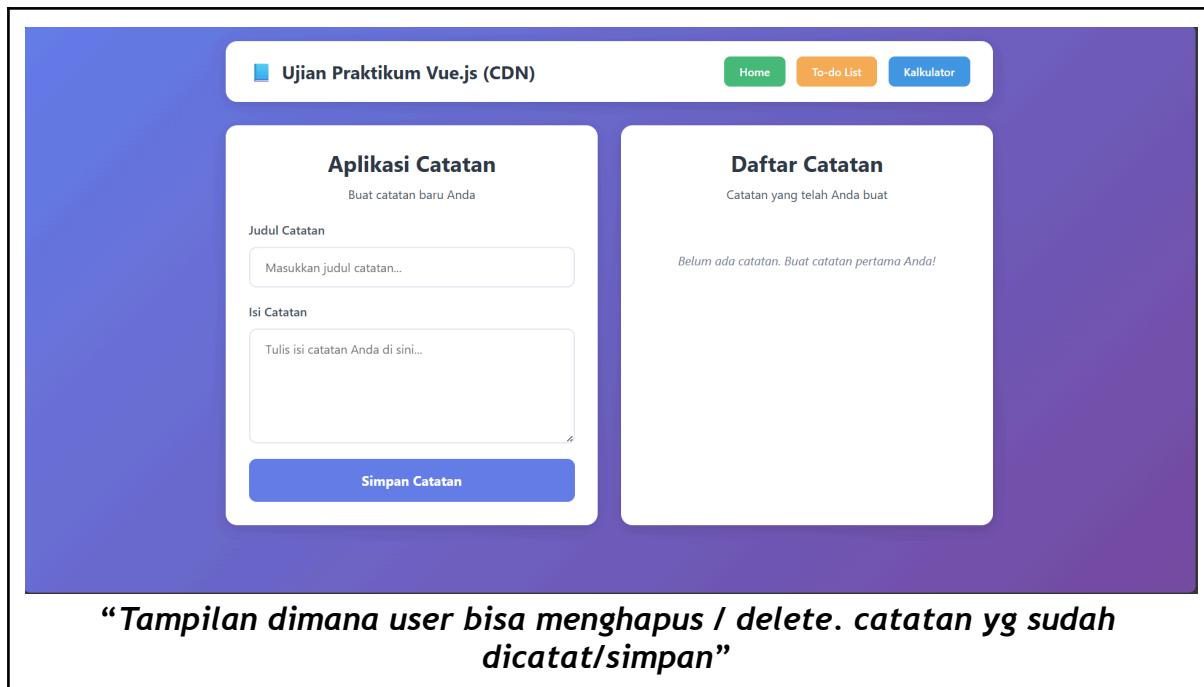 📘 Ujian Praktikum Vue.js (CDN)
Home
To-do List
Kalkulator
Aplikasi Catatan
Buat catatan baru Anda
Judul Catatan
Masukkan judul catatan...
Isi Catatan
Tulis isi catatan Anda di sini...
Simpan Catatan
Daftar Catatan
Catatan yang telah Anda buat
Belum ada catatan. Buat catatan pertama Anda!
“Tampilan dimana user bisa menghapus / delete. catatan yg sudah
dicatat/simpan”